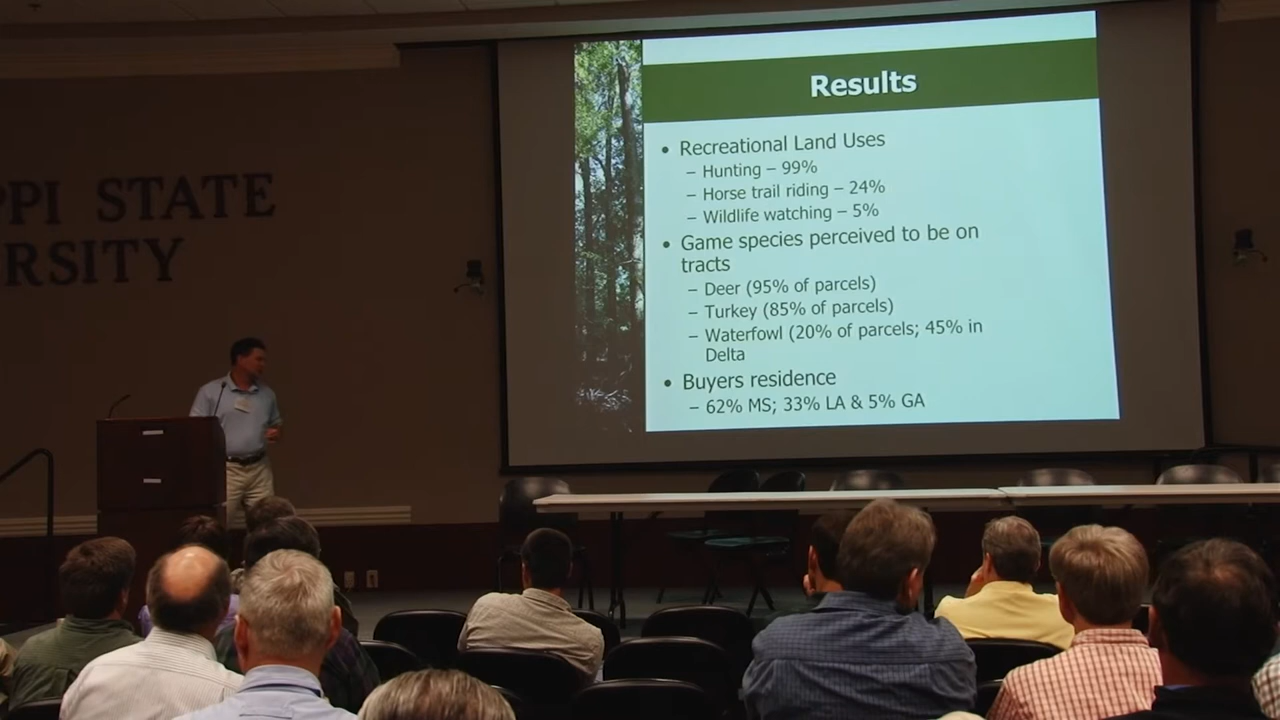 PPI STATE
RSITY
Results
• Recreational Land Uses
– Hunting – 99%
– Horse trail riding – 24%
– Wildlife watching – 5%
• Game species perceived to be on
tracts
– Deer (95% of parcels)
– Turkey (85% of parcels)
– Waterfowl (20% of parcels; 45% in
Delta
• Buyers residence
– 62% MS; 33% LA & 5% GA